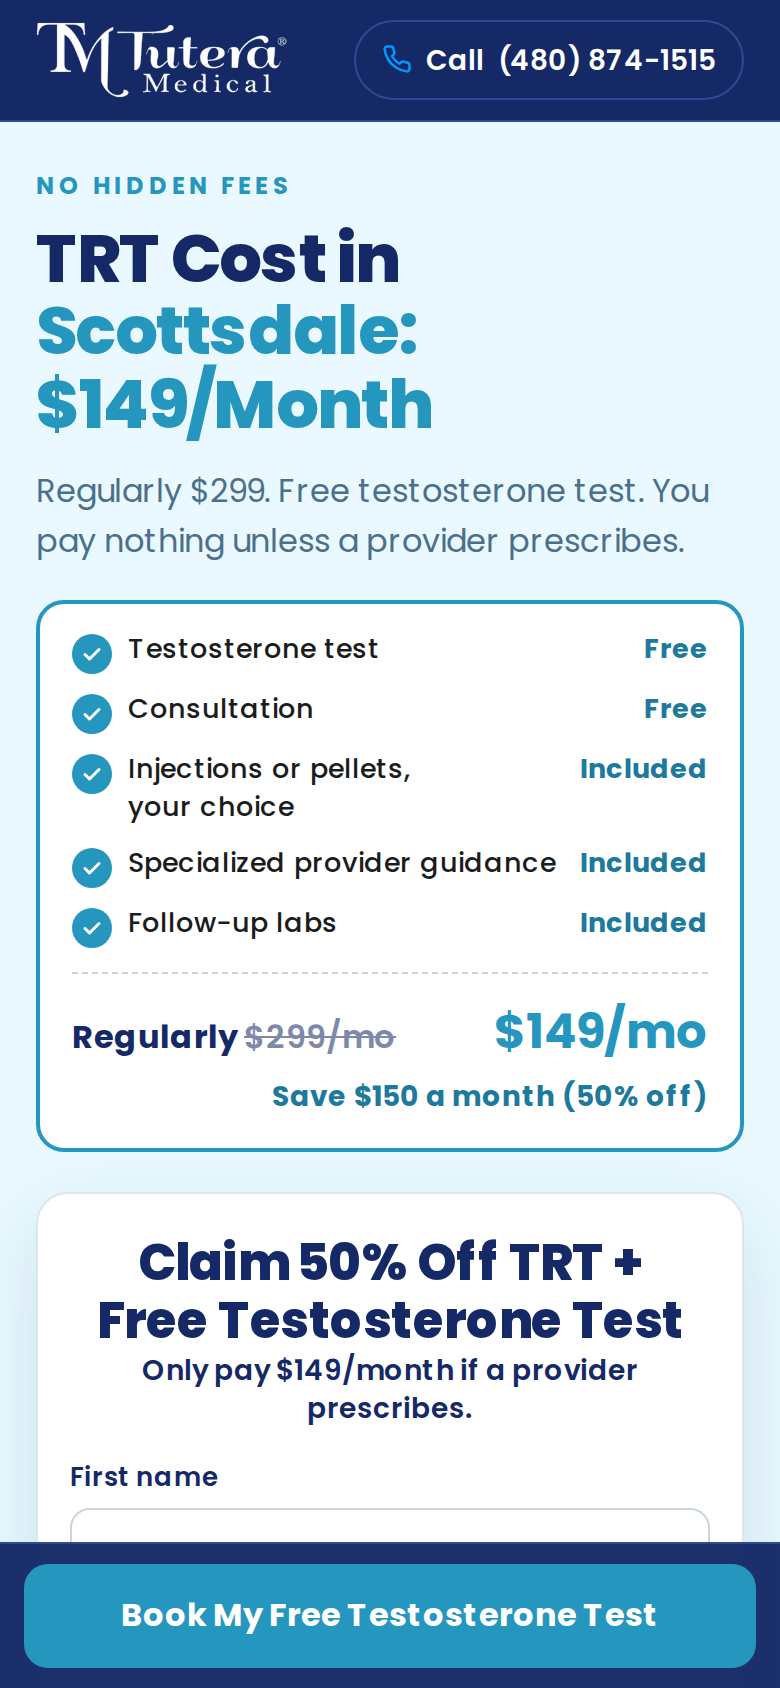 TM Tutera®
Medical
Call (480) 874-1515
NO HIDDEN FEES
TRT Cost in
Scottsdale:
$149/Month
Regularly $299. Free testosterone test. You
pay nothing unless a provider prescribes.
Testosterone test Free
Consultation Free
Injections or pellets, Included
your choice
Specialized provider guidance Included
Follow-up labs Included
Regularly $299/mo $149/mo
Save $150 a month (50% off)
Claim 50% Off TRT +
Free Testosterone Test
Only pay $149/month if a provider
prescribes.
First name
Book My Free Testosterone Test